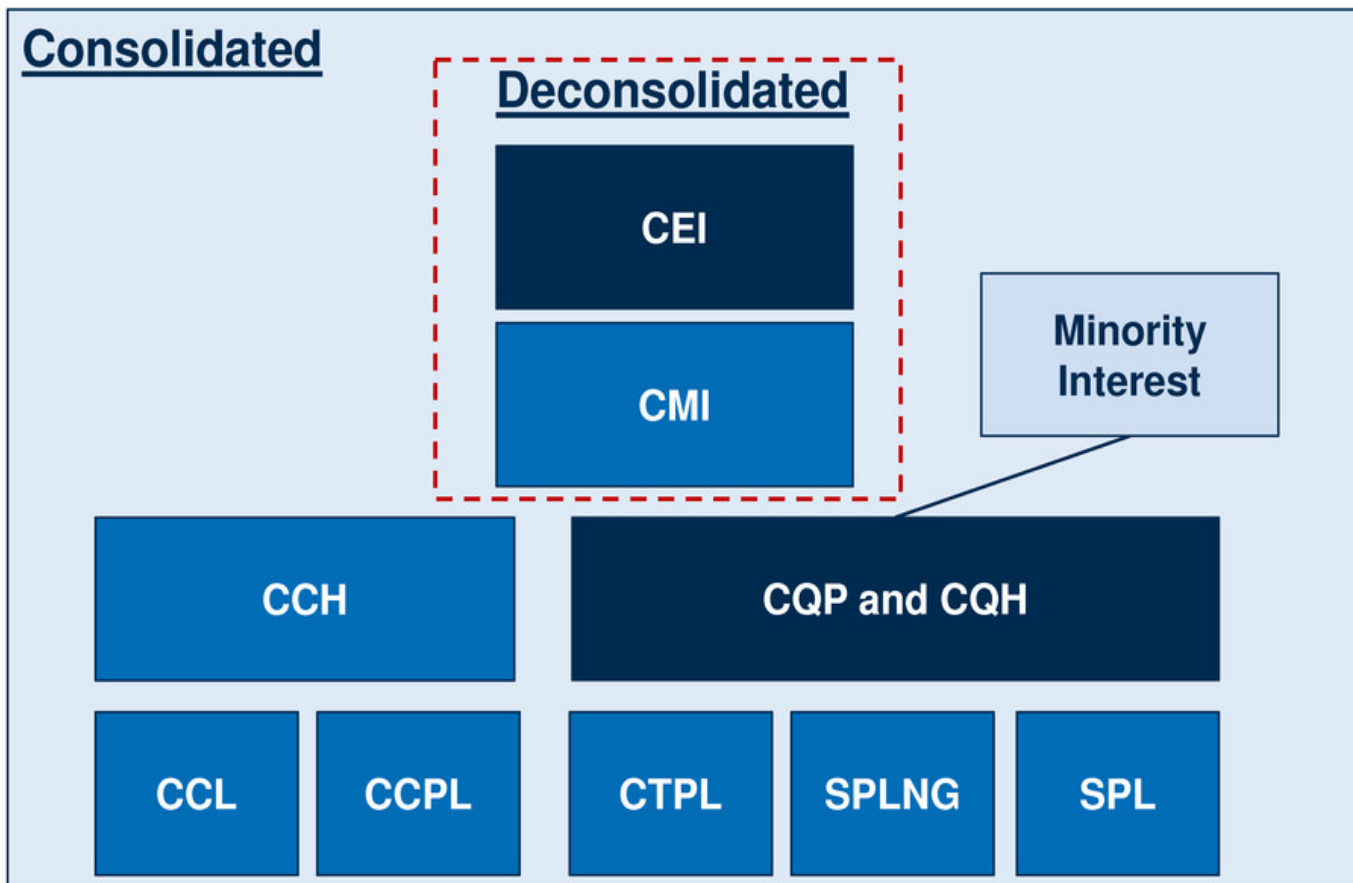 Consolidated
Deconsolidated
CEI
CMI
Minority
Interest
CCH
CQP and CQH
CCL
CCPL
CTPL
SPLNG
SPL